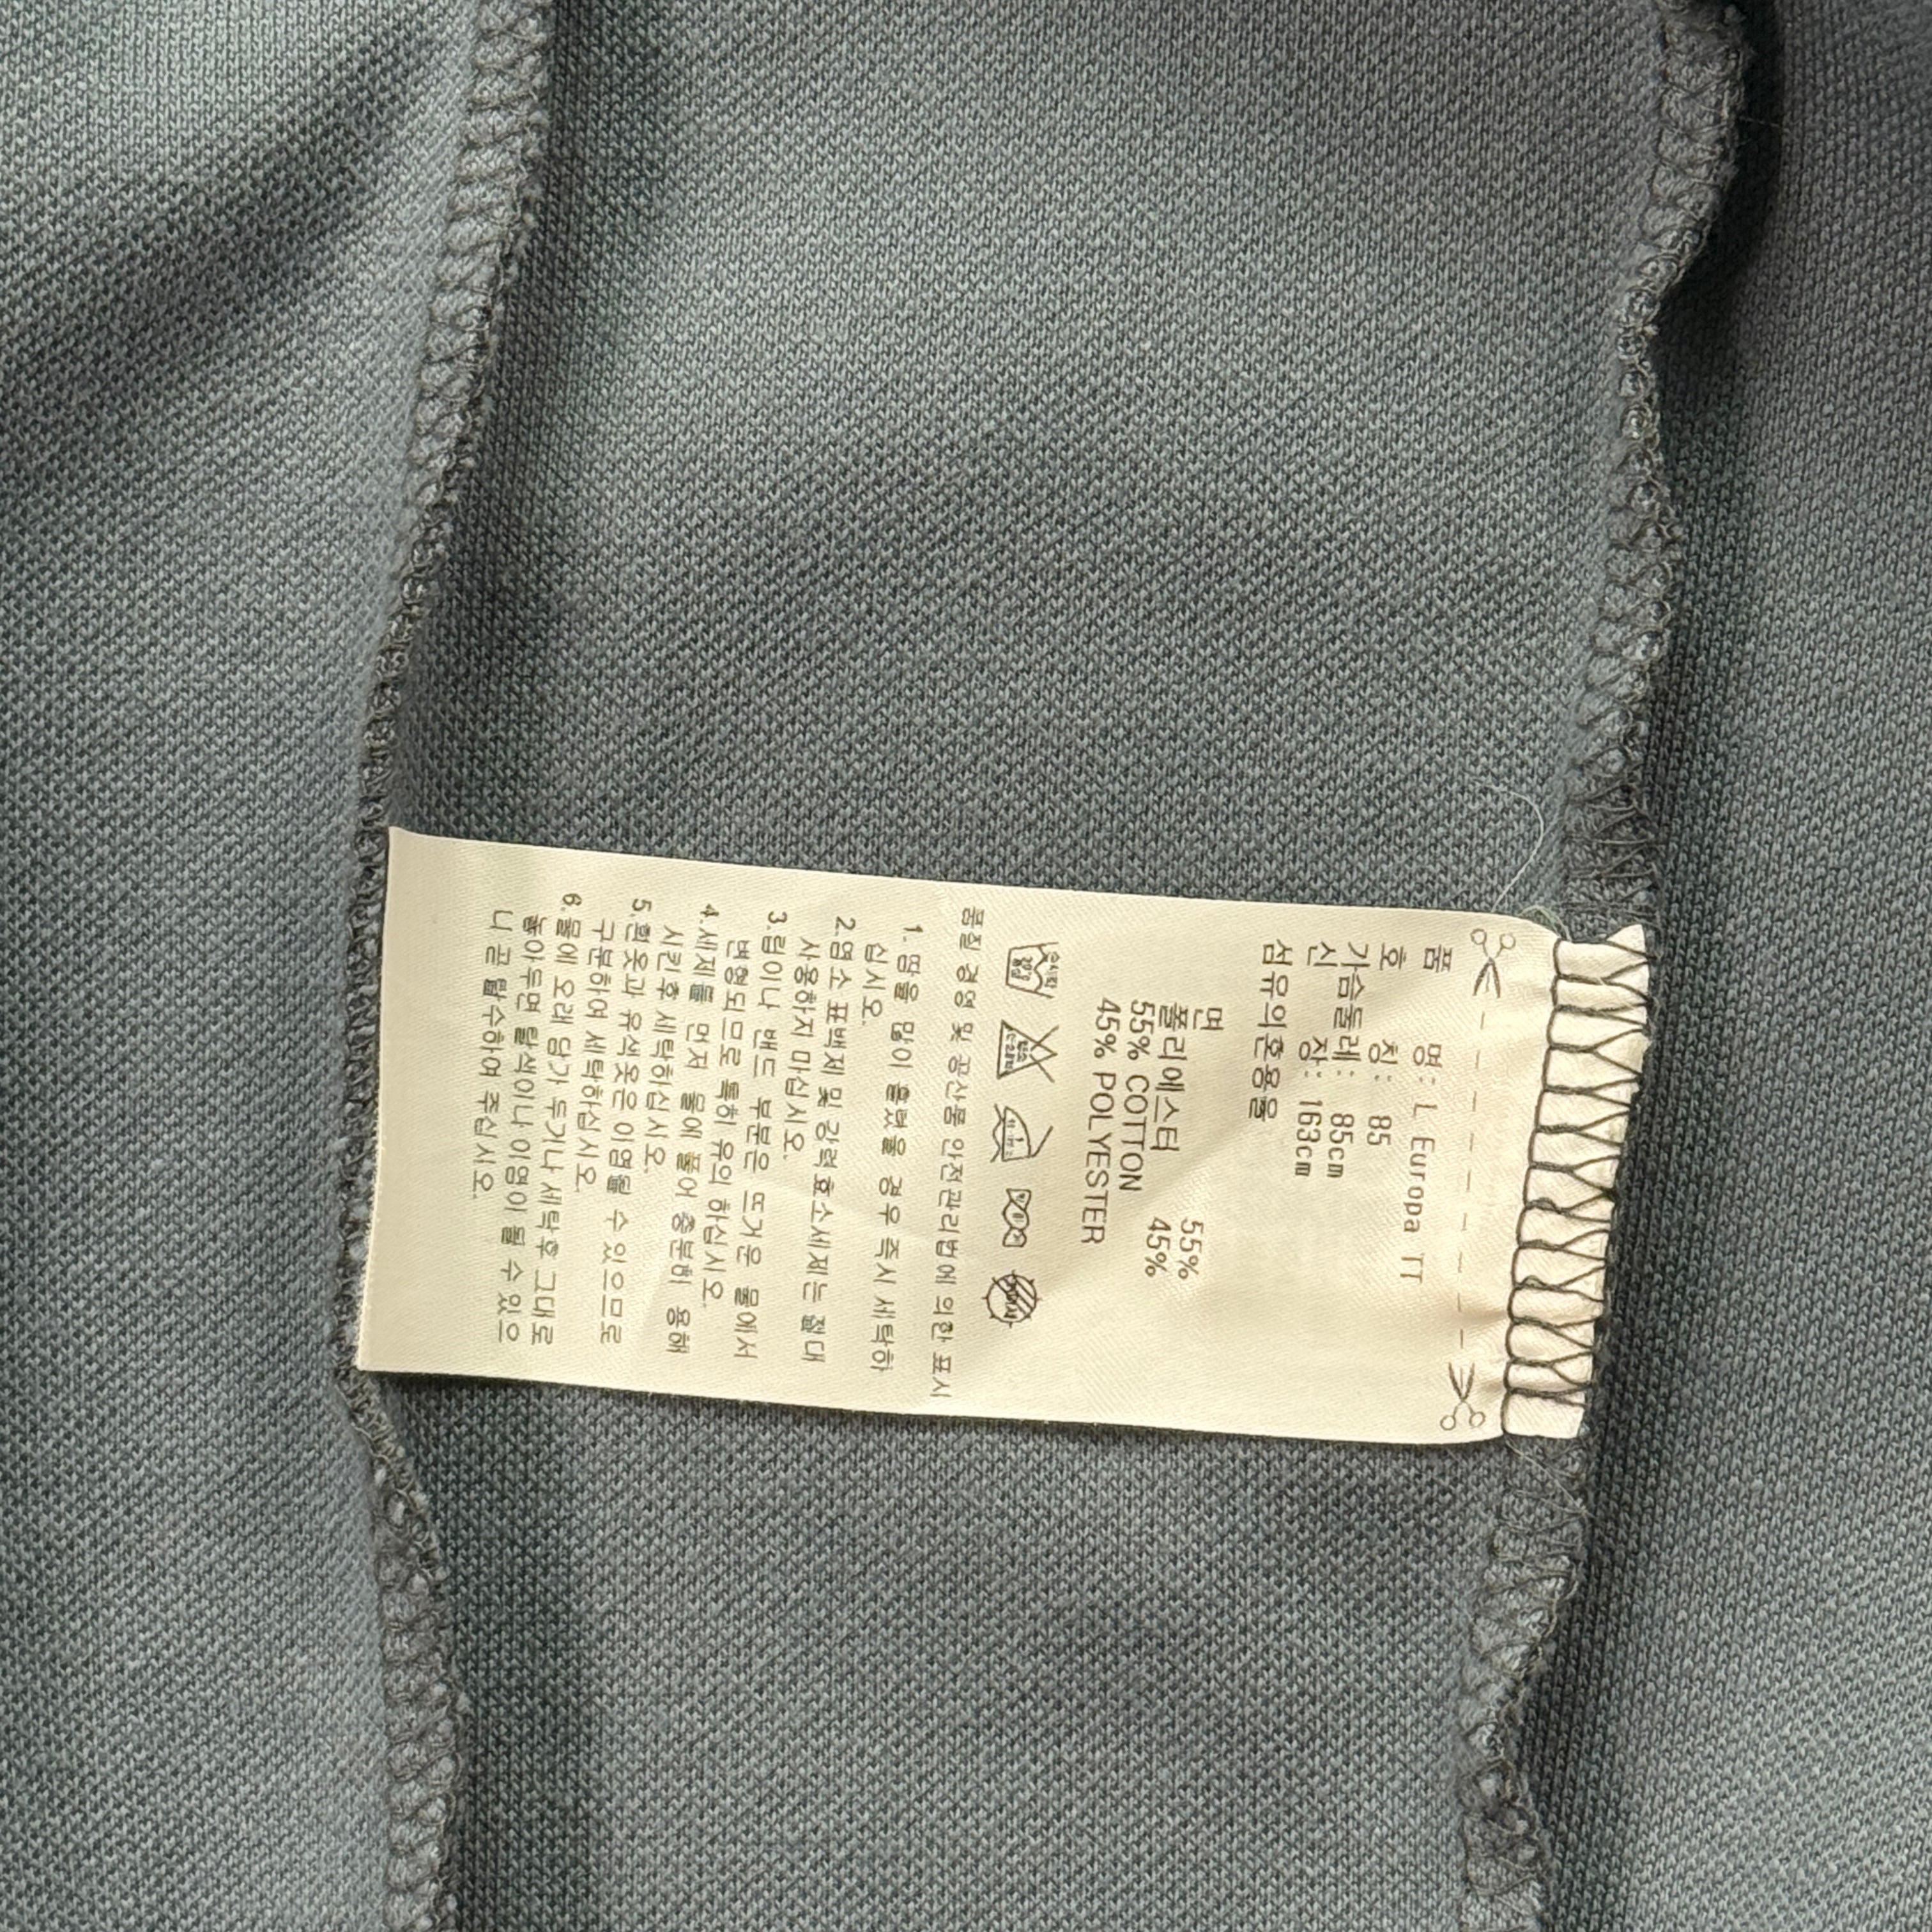 품 명: L Europa TT
호 칭: 85
가슴둘레: 85cm
신 장: 163cm
섬유의혼용율
면 55%
폴리에스터 45%
55% COTTON
45% POLYESTER
품질 경영 및 공산품 안전관리법에 의한 표시
1. 땀을 많이 흘렸을 경우 즉시 세탁하
십시오.
2.염소 표백제 및 강력효소세제는 절대
사용하지 마십시오.
3.립이나 밴드 부분은 뜨거운 물에서
변형되므로 특히 유의 하십시오.
4.세제를 먼저 물에 풀어 충분히 용해
시킨후 세탁하십시오.
5.흰옷과 유색옷은 이염될 수 있으므로
구분하여 세탁하십시오.
6.물에 오래 담가 두거나 세탁후 그대로
놓아두면 탈색이나 이염이 될 수 있으
니 곧 탈수하여 주십시오.